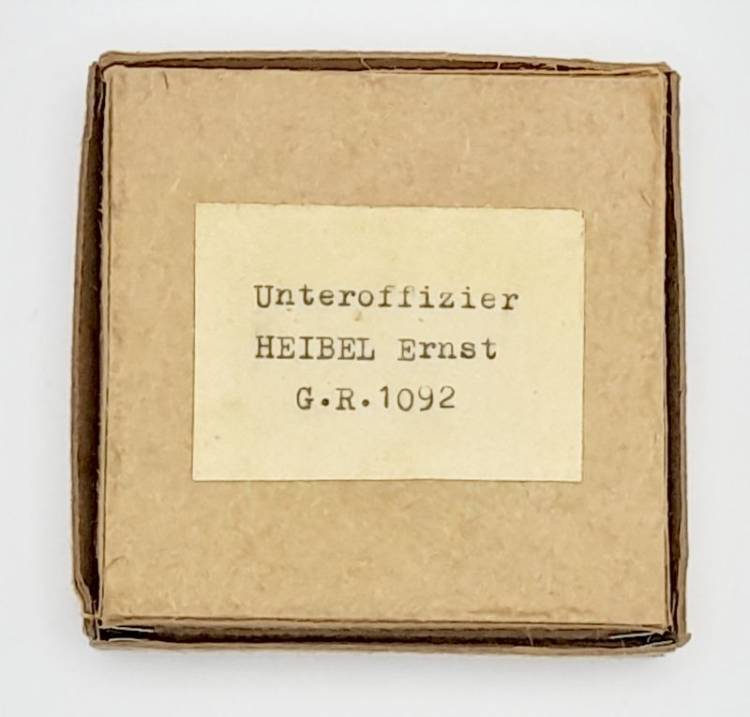 Unteroffizier
HEIBEL Ernst
G.R.1092